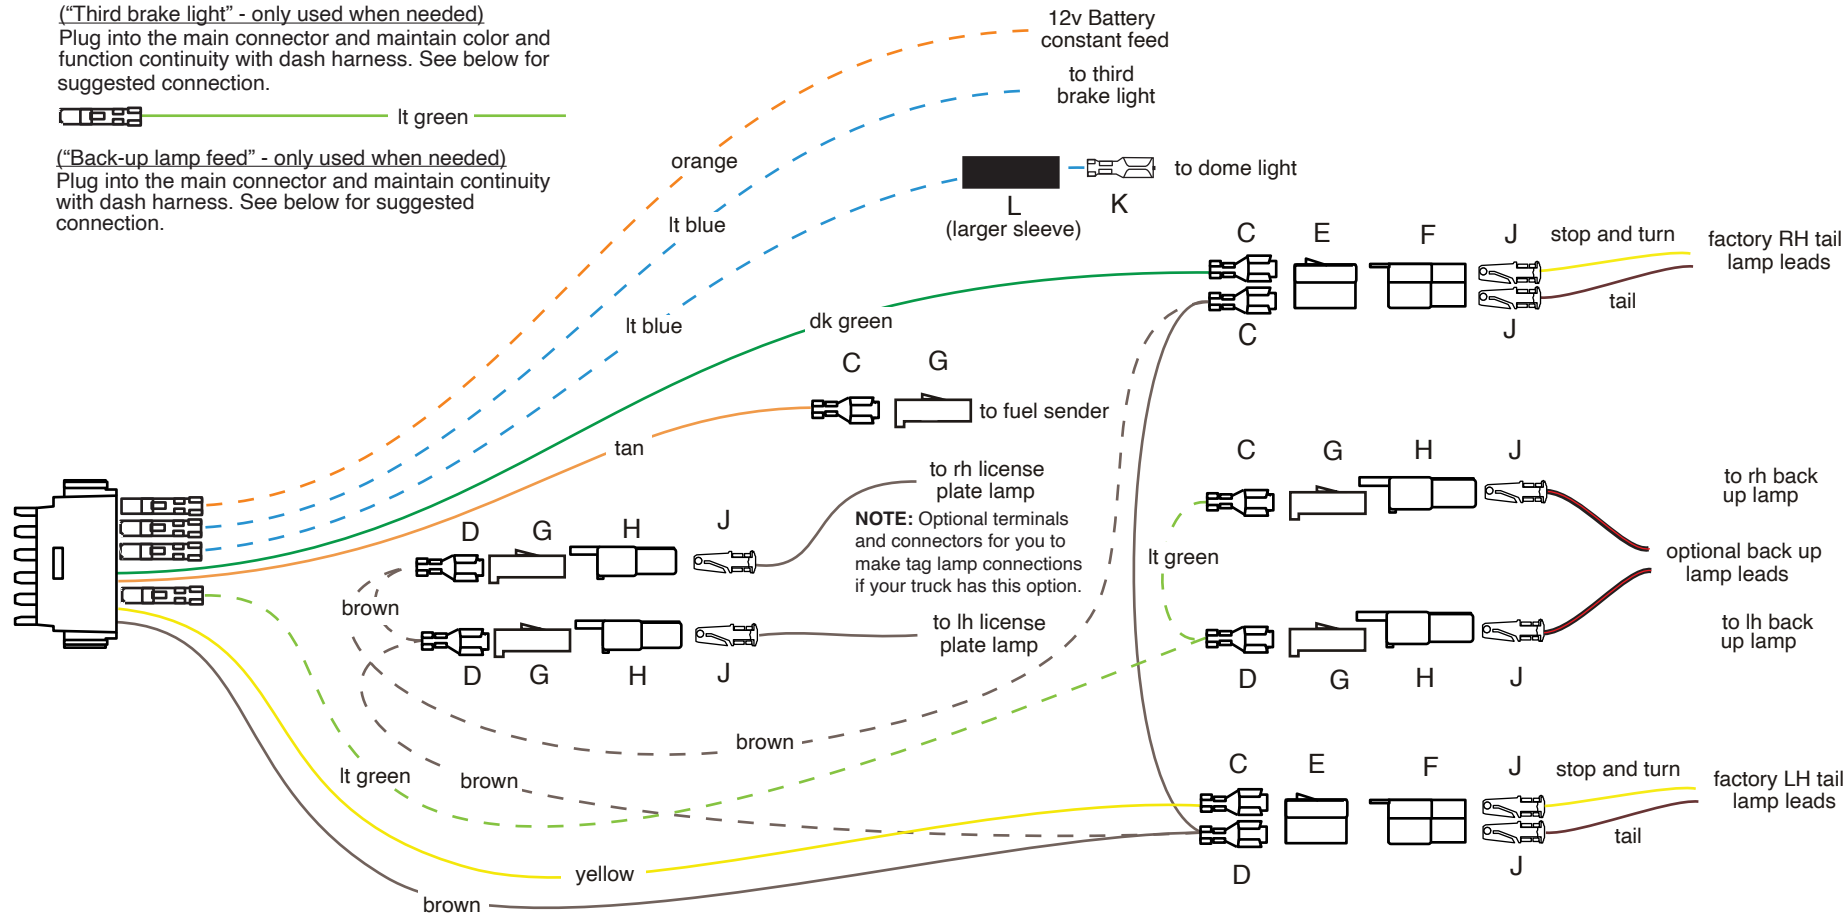 ("Third brake light" - only used when needed)
Plug into the main connector and maintain color and
function continuity with dash harness. See below for
suggested connection.
lt green
("Back-up lamp feed" - only used when needed)
Plug into the main connector and maintain continuity
with dash harness. See below for suggested
connection.
12v Battery
constant feed
to third
brake light
orange
lt blue
L
(larger sleeve)
K
to dome light
lt blue
dk green
C
E
F
J
stop and turn
factory RH tail
lamp leads
tail
C
J
C
G
to fuel sender
tan
to rh license
plate lamp
NOTE: Optional terminals
and connectors for you to
make tag lamp connections
if your truck has this option.
D
G
H
J
brown
to lh license
plate lamp
D
G
H
J
C
G
H
J
to rh back
up lamp
lt green
optional back up
lamp leads
to lh back
up lamp
D
G
H
J
brown
lt green
brown
C
E
F
J
stop and turn
factory LH tail
lamp leads
tail
D
J
yellow
brown